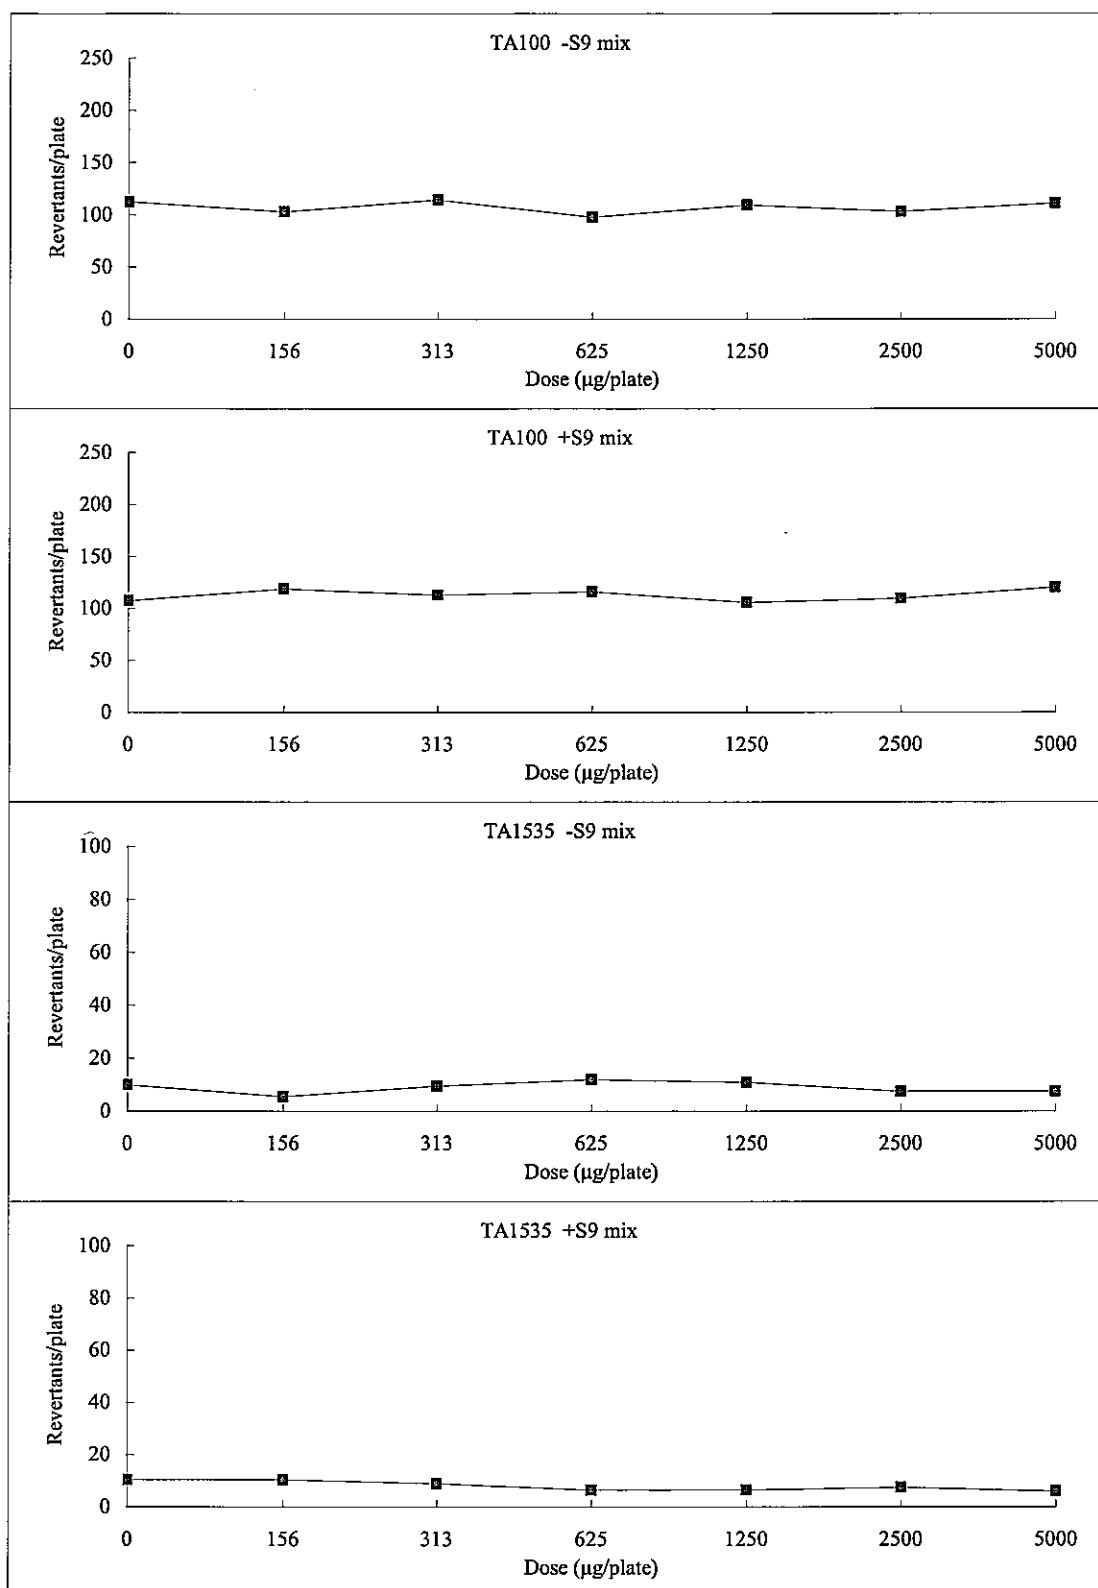 TA100 -S9 mix
250
200
150
100
50
0
Revertants/plate
0 156 313 625 1250 2500 5000
Dose (μg/plate)
TA100 +S9 mix
250
200
150
100
50
0
Revertants/plate
0 156 313 625 1250 2500 5000
Dose (μg/plate)
TA1535 -S9 mix
100
80
60
40
20
0
Revertants/plate
0 156 313 625 1250 2500 5000
Dose (μg/plate)
TA1535 +S9 mix
100
80
60
40
20
0
Revertants/plate
0 156 313 625 1250 2500 5000
Dose (μg/plate)